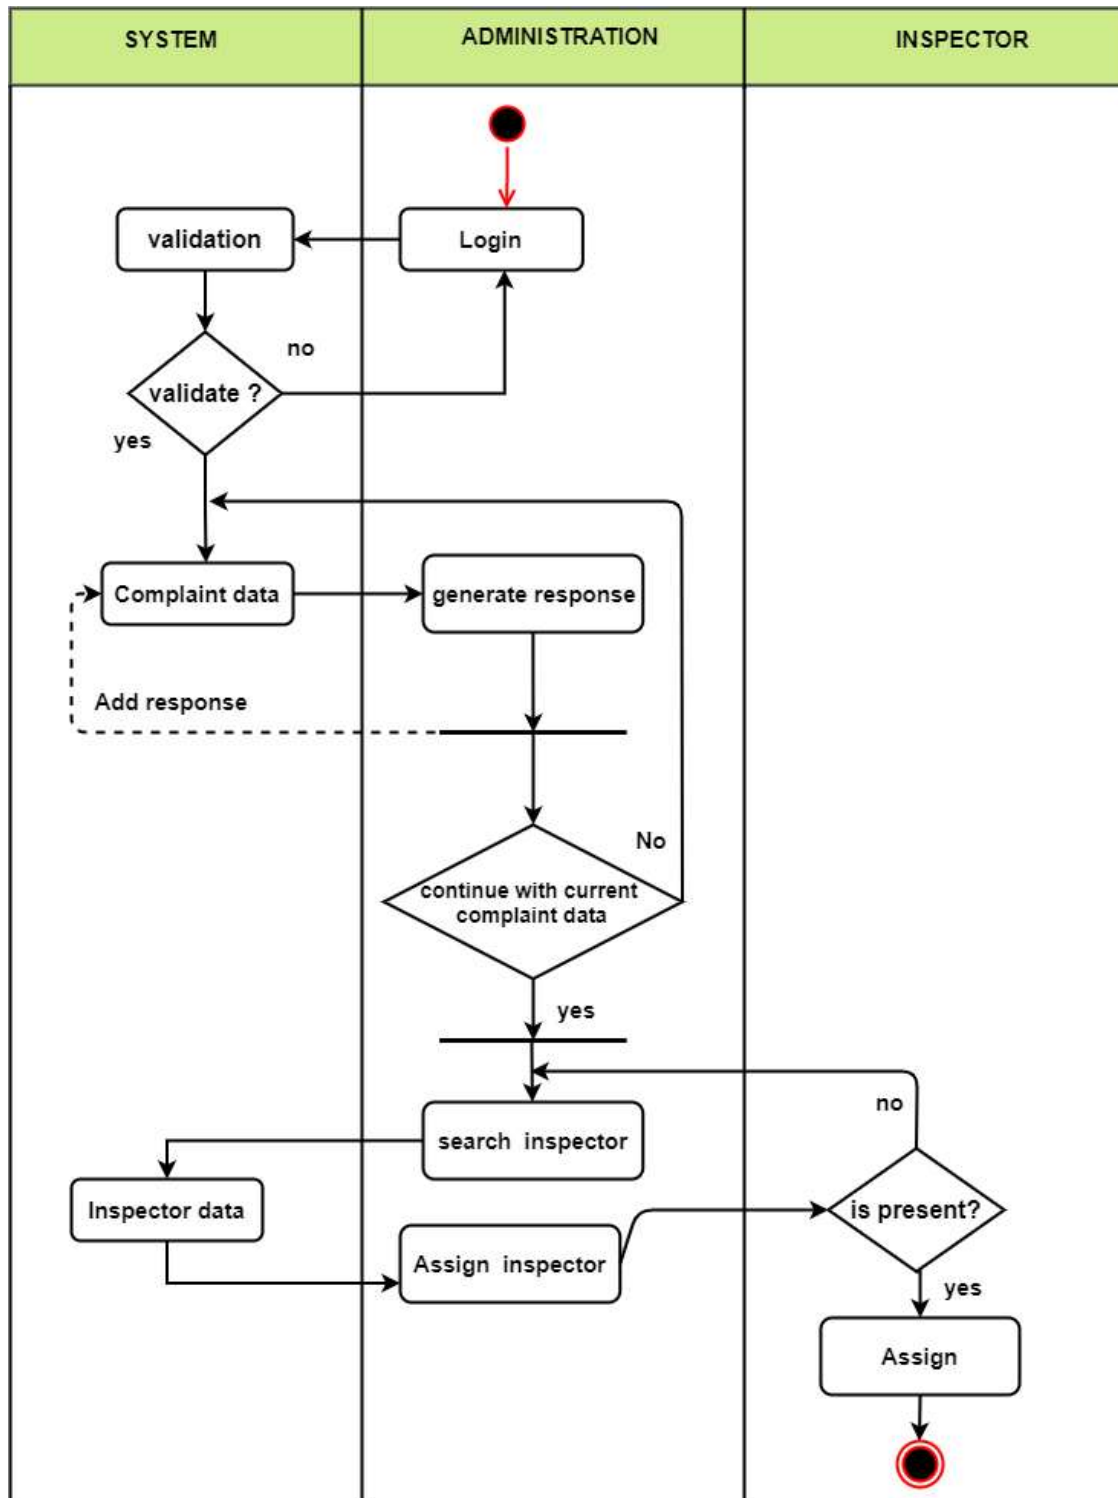 SYSTEM
ADMINISTRATION
INSPECTOR
validation
Login
no
validate ?
yes
Complaint data
generate response
Add response
No
continue with current
complaint data
yes
no
search inspector
Inspector data
is present?
Assign inspector
yes
Assign